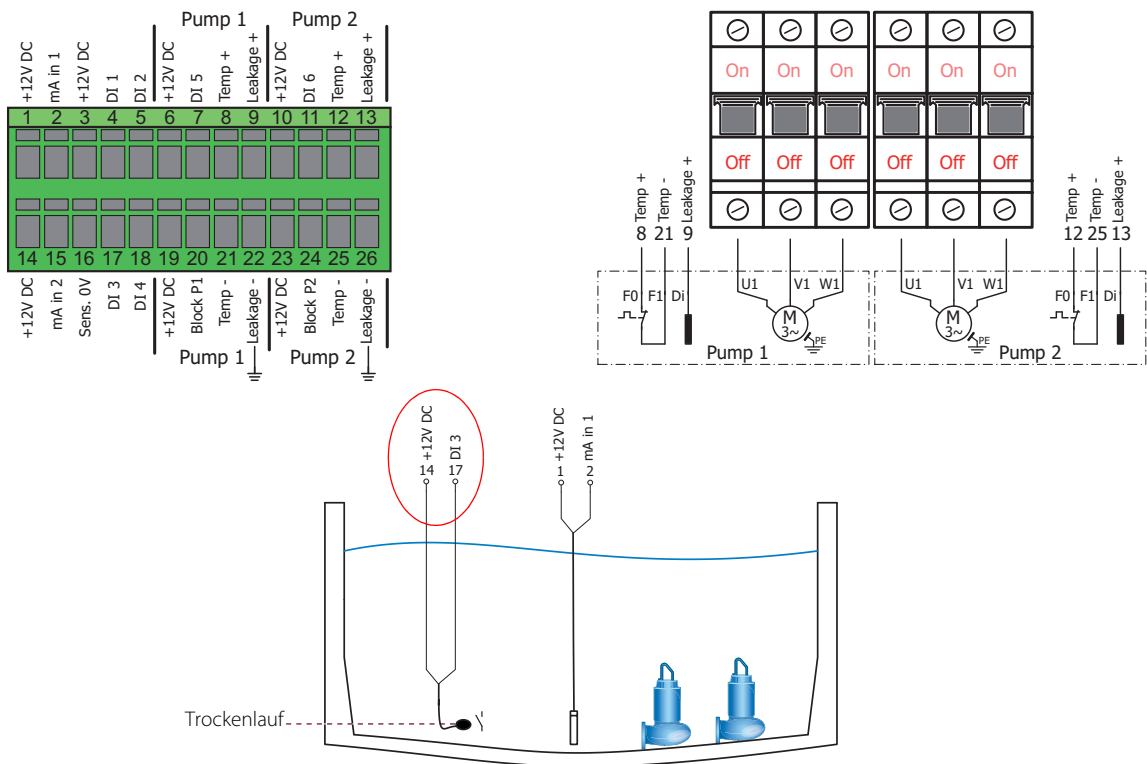 Pump 1
Pump 2
+12V DC
mA in 1
+12V DC
DI 1
DI 2
+12V DC
DI 5
Temp +
Leakage +
+12V DC
DI 6
Temp +
Leakage +
1 2 3 4 5 6 7 8 9 10 11 12 13
14 15 16 17 18 19 20 21 22 23 24 25 26
+12V DC
mA in 2
Sens. 0V
DI 3
DI 4
+12V DC
Block P1
Temp -
Leakage -
+12V DC
Block P2
Temp -
Leakage -
Pump 1
Pump 2
On On On On On On
Off Off Off Off Off Off
8 Temp +
21 Temp -
9 Leakage +
12 Temp +
25 Temp -
13 Leakage +
F0 F1 Di
U1 V1 W1
M
3~
PE
Pump 1
U1 V1 W1
M
3~
PE
F0 F1 Di
Pump 2
14 +12V DC
17 DI 3
1 +12V DC
2 mA in 1
Trockenlauf